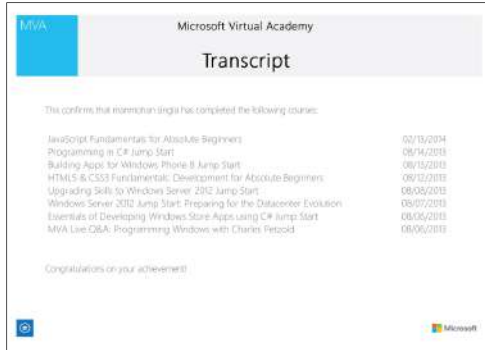 MVA
Microsoft Virtual Academy
Transcript
This confirms that manmohan singla has completed the following courses:
JavaScript Fundamentals for Absolute Beginners 02/13/2014
Programming in C# Jump Start 08/14/2013
Building Apps for Windows Phone 8 Jump Start 08/13/2013
HTML5 & CSS3 Fundamentals: Development for Absolute Beginners 08/12/2013
Upgrading Skills to Windows Server 2012 Jump Start 08/08/2013
Windows Server 2012 Jump Start: Preparing for the Datacenter Evolution 08/07/2013
Essentials of Developing Windows Store Apps using C# Jump Start 08/06/2013
MVA Live Q&A: Programming Windows with Charles Petzold 08/06/2013
Congratulations on your achievement!
Microsoft